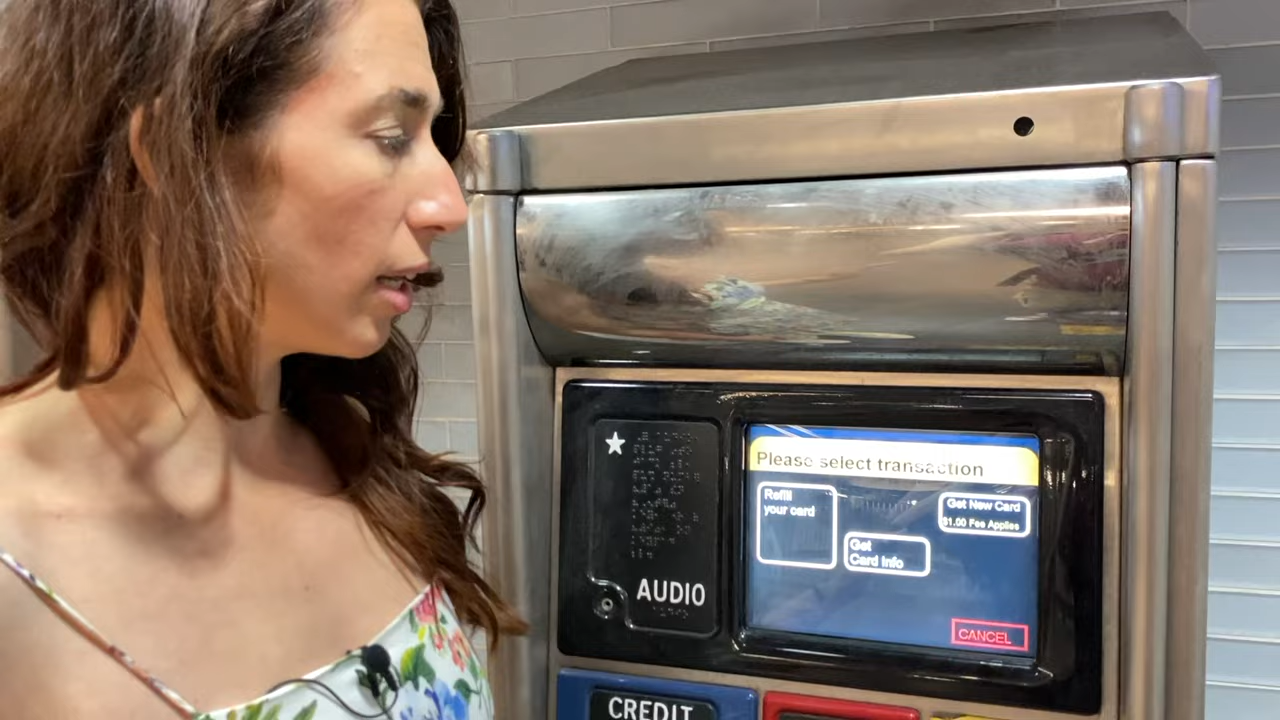 Please select transaction
Refill
your card
Get New Card
$1.00 Fee Applies
Get
Card Info
CANCEL
AUDIO
CREDIT